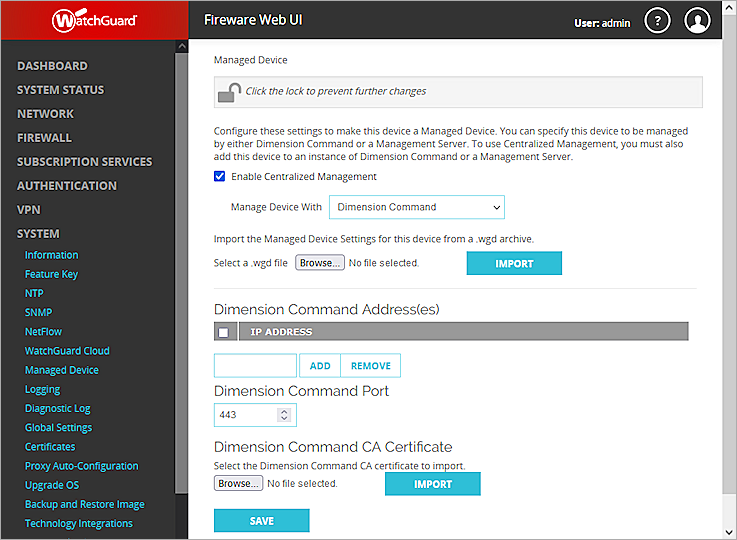 WatchGuard
Fireware Web UI
User: admin
?
DASHBOARD
SYSTEM STATUS
NETWORK
FIREWALL
SUBSCRIPTION SERVICES
AUTHENTICATION
VPN
SYSTEM
Information
Feature Key
NTP
SNMP
NetFlow
WatchGuard Cloud
Managed Device
Logging
Diagnostic Log
Global Settings
Certificates
Proxy Auto-Configuration
Upgrade OS
Backup and Restore Image
Technology Integrations
Managed Device
Click the lock to prevent further changes
Configure these settings to make this device a Managed Device. You can specify this device to be managed
by either Dimension Command or a Management Server. To use Centralized Management, you must also
add this device to an instance of Dimension Command or a Management Server.
Enable Centralized Management
Manage Device With Dimension Command
Import the Managed Device Settings for this device from a .wgd archive.
Select a .wgd file Browse... No file selected. IMPORT
Dimension Command Address(es)
IP ADDRESS
ADD REMOVE
Dimension Command Port
443
Dimension Command CA Certificate
Select the Dimension Command CA certificate to import.
Browse... No file selected. IMPORT
SAVE